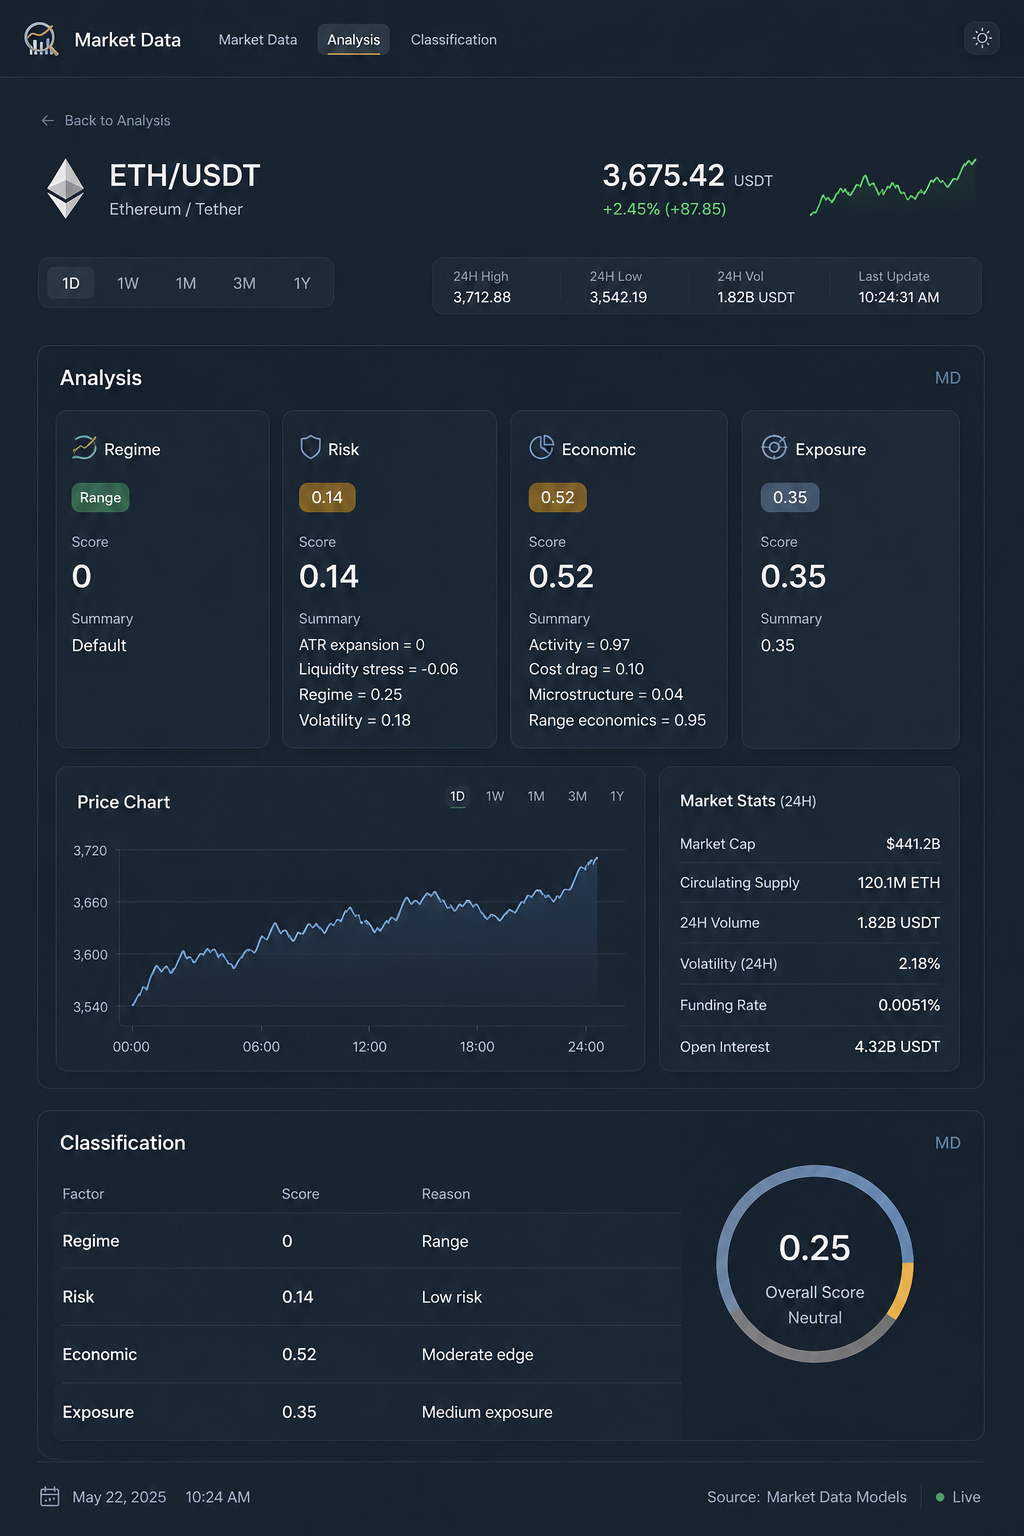 Market Data
Market Data
Analysis
Classification
← Back to Analysis
ETH/USDT
Ethereum / Tether
3,675.42 USDT
+2.45% (+87.85)
1D 1W 1M 3M 1Y
24H High
3,712.88
24H Low
3,542.19
24H Vol
1.82B USDT
Last Update
10:24:31 AM
Analysis
MD
Regime
Range
Score
0
Summary
Default
Risk
0.14
Score
0.14
Summary
ATR expansion = 0
Liquidity stress = -0.06
Regime = 0.25
Volatility = 0.18
Economic
0.52
Score
0.52
Summary
Activity = 0.97
Cost drag = 0.10
Microstructure = 0.04
Range economics = 0.95
Exposure
0.35
Score
0.35
Summary
0.35
Price Chart
1D 1W 1M 3M 1Y
3,720
3,660
3,600
3,540
00:00 06:00 12:00 18:00 24:00
Market Stats (24H)
Market Cap $441.2B
Circulating Supply 120.1M ETH
24H Volume 1.82B USDT
Volatility (24H) 2.18%
Funding Rate 0.0051%
Open Interest 4.32B USDT
Classification
MD
Factor Score Reason
Regime 0 Range
Risk 0.14 Low risk
Economic 0.52 Moderate edge
Exposure 0.35 Medium exposure
0.25
Overall Score
Neutral
May 22, 2025 10:24 AM
Source: Market Data Models
Live